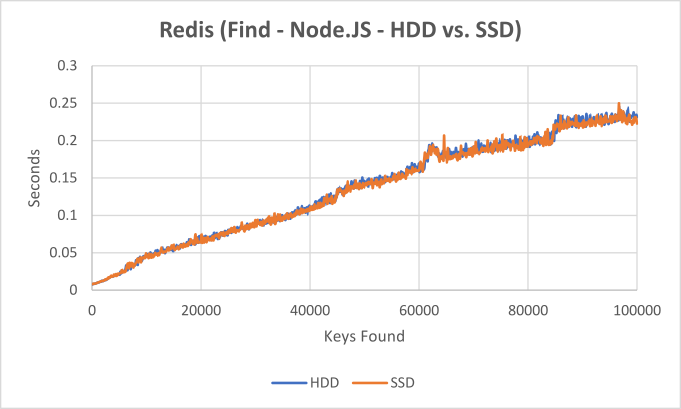 Redis (Find - Node.JS - HDD vs. SSD)
0.3
0.25
0.2
0.15
0.1
0.05
0
Seconds
0 20000 40000 60000 80000 100000
Keys Found
HDD SSD